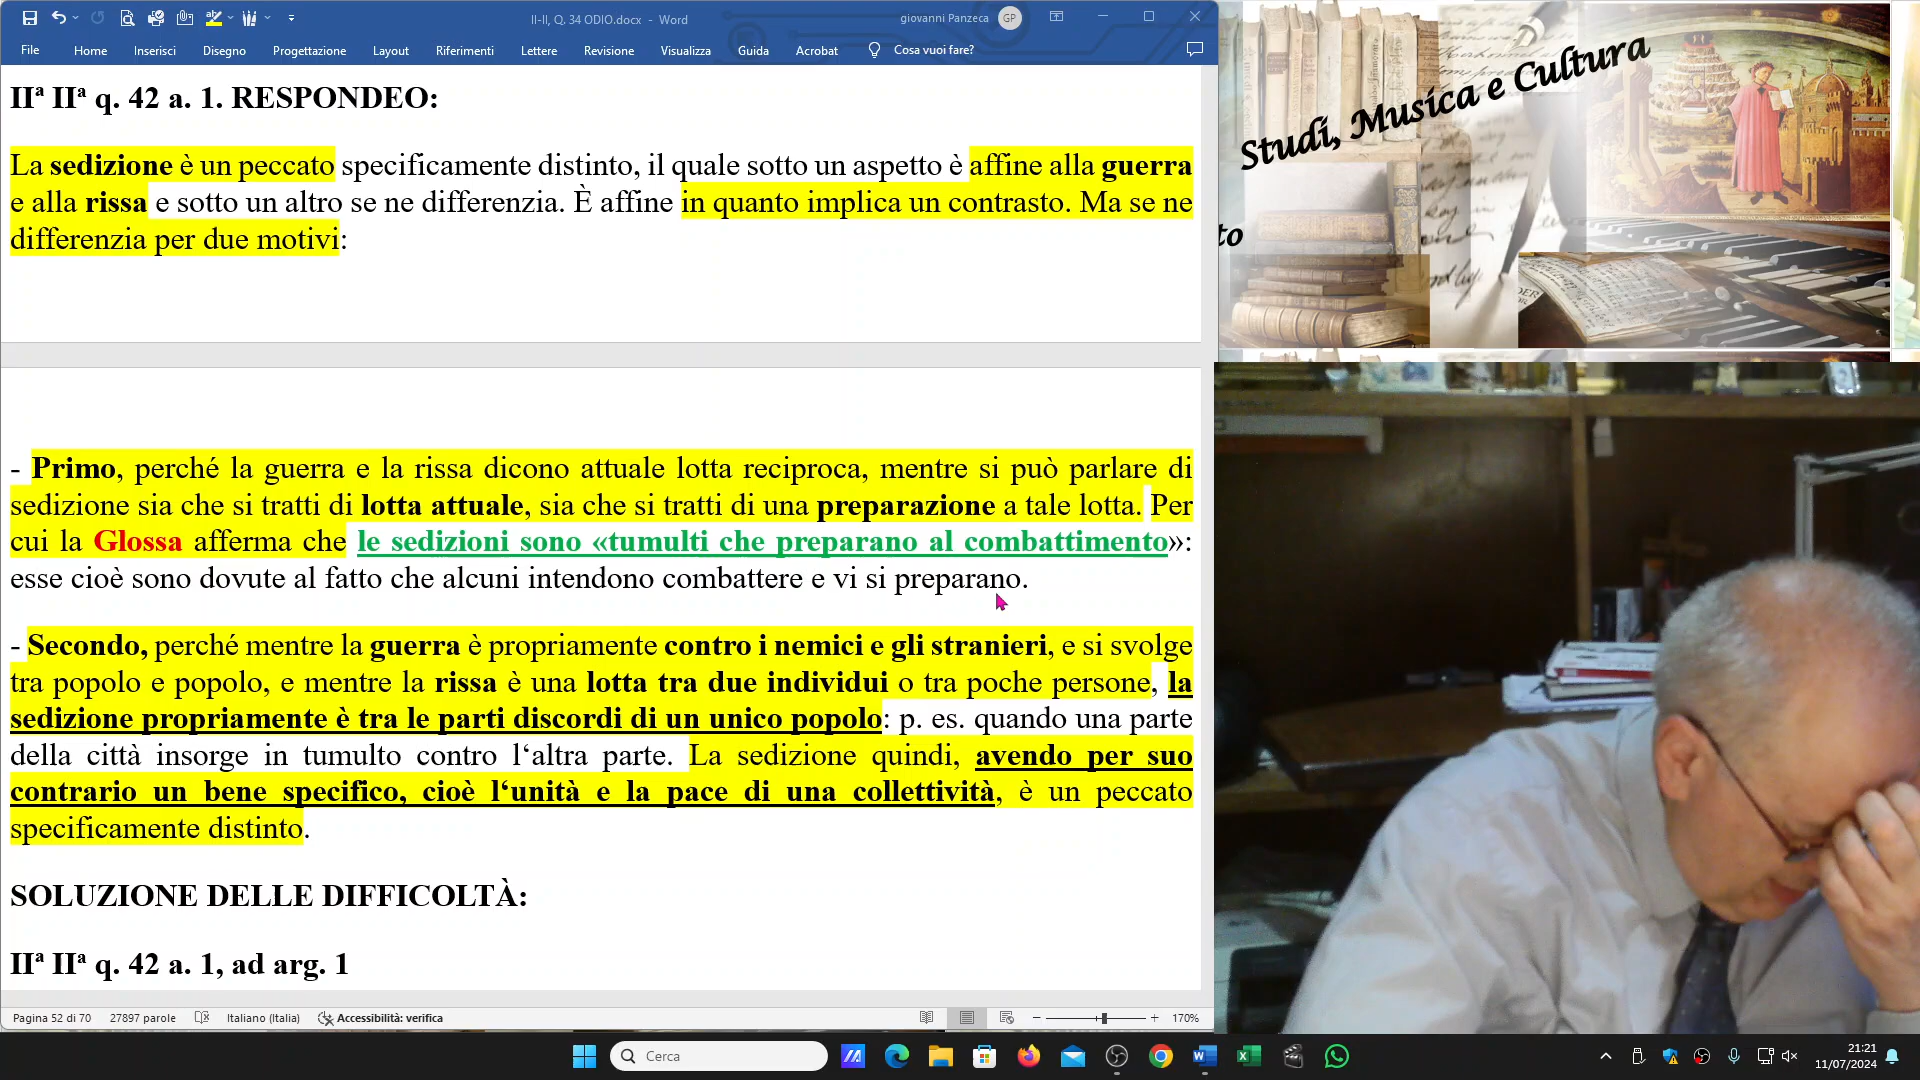 II-II, Q. 34 ODIO.docx - Word
giovanni Panzeca GP
File Home Inserisci Disegno Progettazione Layout Riferimenti Lettere Revisione Visualizza Guida Acrobat Cosa vuoi fare?
IIª IIª q. 42 a. 1. RESPONDEO:
La sedizione è un peccato specificamente distinto, il quale sotto un aspetto è affine alla guerra
e alla rissa e sotto un altro se ne differenzia. È affine in quanto implica un contrasto. Ma se ne
differenzia per due motivi:
- Primo, perché la guerra e la rissa dicono attuale lotta reciproca, mentre si può parlare di
sedizione sia che si tratti di lotta attuale, sia che si tratti di una preparazione a tale lotta. Per
cui la Glossa afferma che le sedizioni sono «tumulti che preparano al combattimento»:
esse cioè sono dovute al fatto che alcuni intendono combattere e vi si preparano.
- Secondo, perché mentre la guerra è propriamente contro i nemici e gli stranieri, e si svolge
tra popolo e popolo, e mentre la rissa è una lotta tra due individui o tra poche persone, la
sedizione propriamente è tra le parti discordi di un unico popolo: p. es. quando una parte
della città insorge in tumulto contro l‘altra parte. La sedizione quindi, avendo per suo
contrario un bene specifico, cioè l‘unità e la pace di una collettività, è un peccato
specificamente distinto.
SOLUZIONE DELLE DIFFICOLTÀ:
IIª IIª q. 42 a. 1, ad arg. 1
Pagina 52 di 70 27897 parole Italiano (Italia) Accessibilità: verifica 170%
Studi, Musica e Cultura
to
Cerca
21:21
11/07/2024